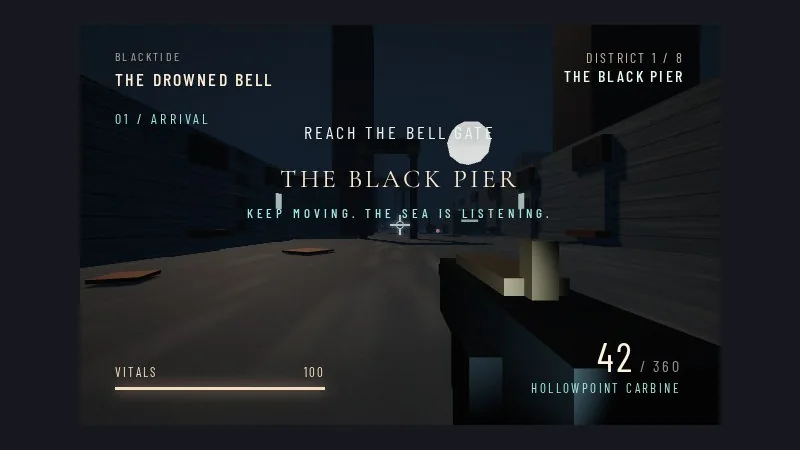 BLACKTIDE
THE DROWNED BELL
01 / ARRIVAL
DISTRICT 1 / 8
THE BLACK PIER
REACH THE BELL GATE
THE BLACK PIER
KEEP MOVING. THE SEA IS LISTENING.
VITALS 100
42 / 360
HOLLOWPOINT CARBINE